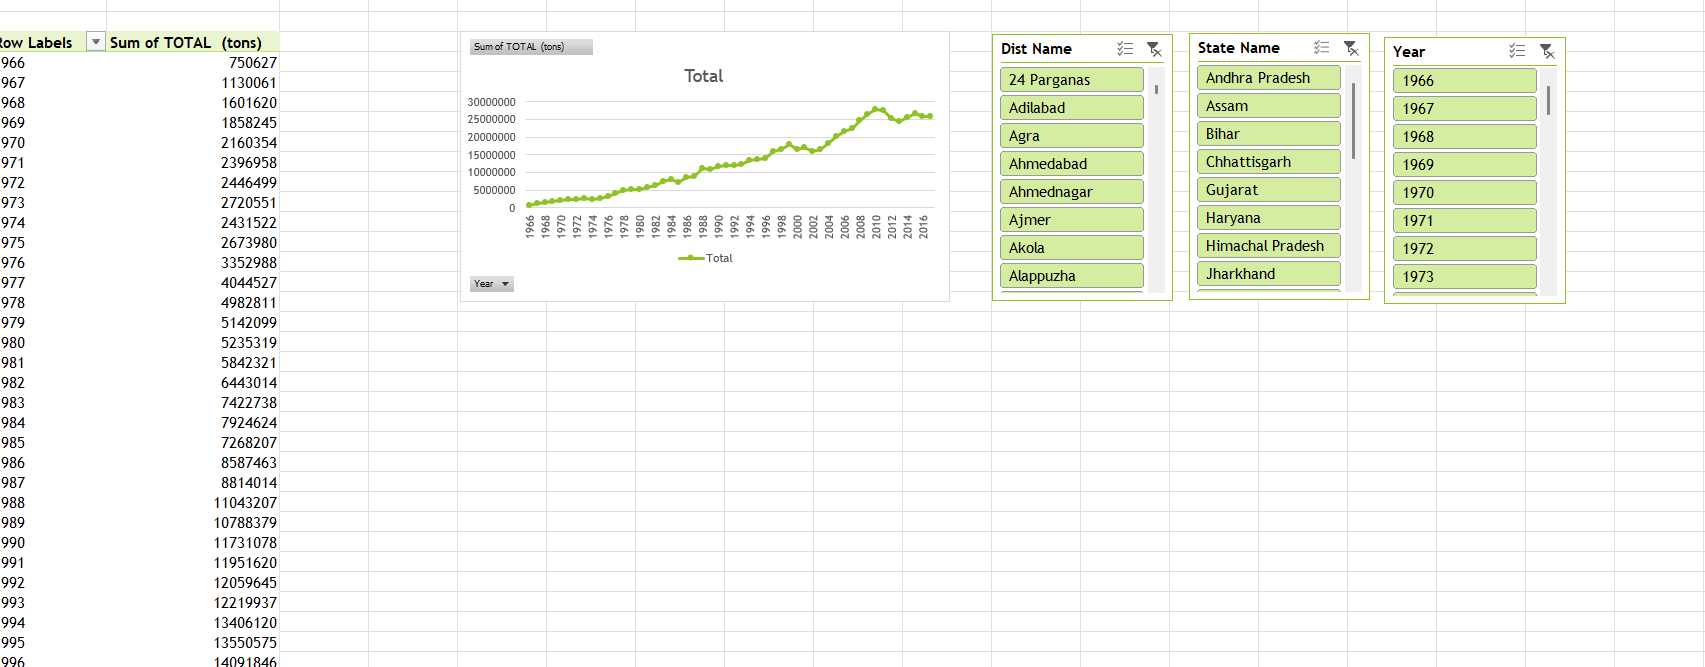 Row Labels Sum of TOTAL (tons)
966 750627
967 1130061
968 1601620
969 1858245
970 2160354
971 2396958
972 2446499
973 2720551
974 2431522
975 2673980
976 3352988
977 4044527
978 4982811
979 5142099
980 5235319
981 5842321
982 6443014
983 7422738
984 7924624
985 7268207
986 8587463
987 8814014
988 11043207
989 10788379
990 11731078
991 11951620
992 12059645
993 12219937
994 13406120
995 13550575
996 14091846
Sum of TOTAL (tons)
Total
30000000
25000000
20000000
15000000
10000000
5000000
0
1966 1968 1970 1972 1974 1976 1978 1980 1982 1984 1986 1988 1990 1992 1994 1996 1998 2000 2002 2004 2006 2008 2010 2012 2014 2016
Total
Year
Dist Name
24 Parganas
Adilabad
Agra
Ahmedabad
Ahmednagar
Ajmer
Akola
Alappuzha
State Name
Andhra Pradesh
Assam
Bihar
Chhattisgarh
Gujarat
Haryana
Himachal Pradesh
Jharkhand
Year
1966
1967
1968
1969
1970
1971
1972
1973